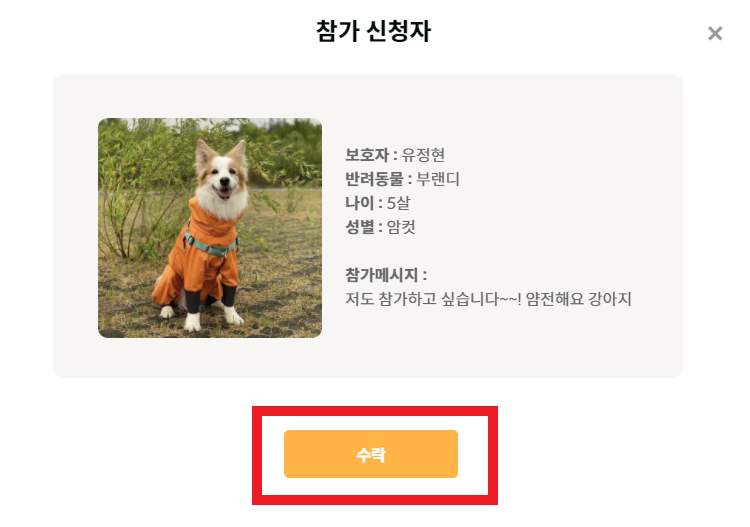 참가 신청자
×
보호자 : 유정현
반려동물 : 부랜디
나이 : 5살
성별 : 암컷
참가메시지 :
저도 참가하고 싶습니다~~! 얌전해요 강아지
수락